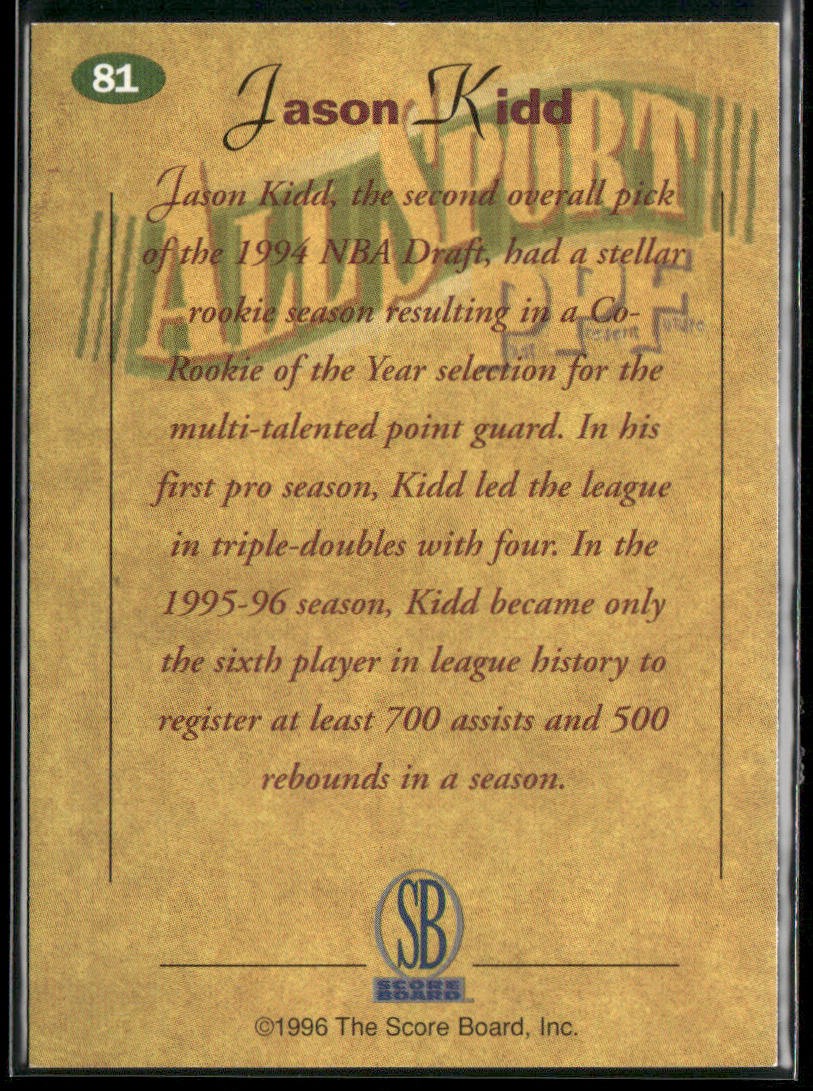 81
Jason Kidd
ALL SPORT
PPF
Past Present Future
Jason Kidd, the second overall pick
of the 1994 NBA Draft, had a stellar
rookie season resulting in a Co-
Rookie of the Year selection for the
multi-talented point guard. In his
first pro season, Kidd led the league
in triple-doubles with four. In the
1995-96 season, Kidd became only
the sixth player in league history to
register at least 700 assists and 500
rebounds in a season.
SB
SCORE
BOARD
©1996 The Score Board, Inc.